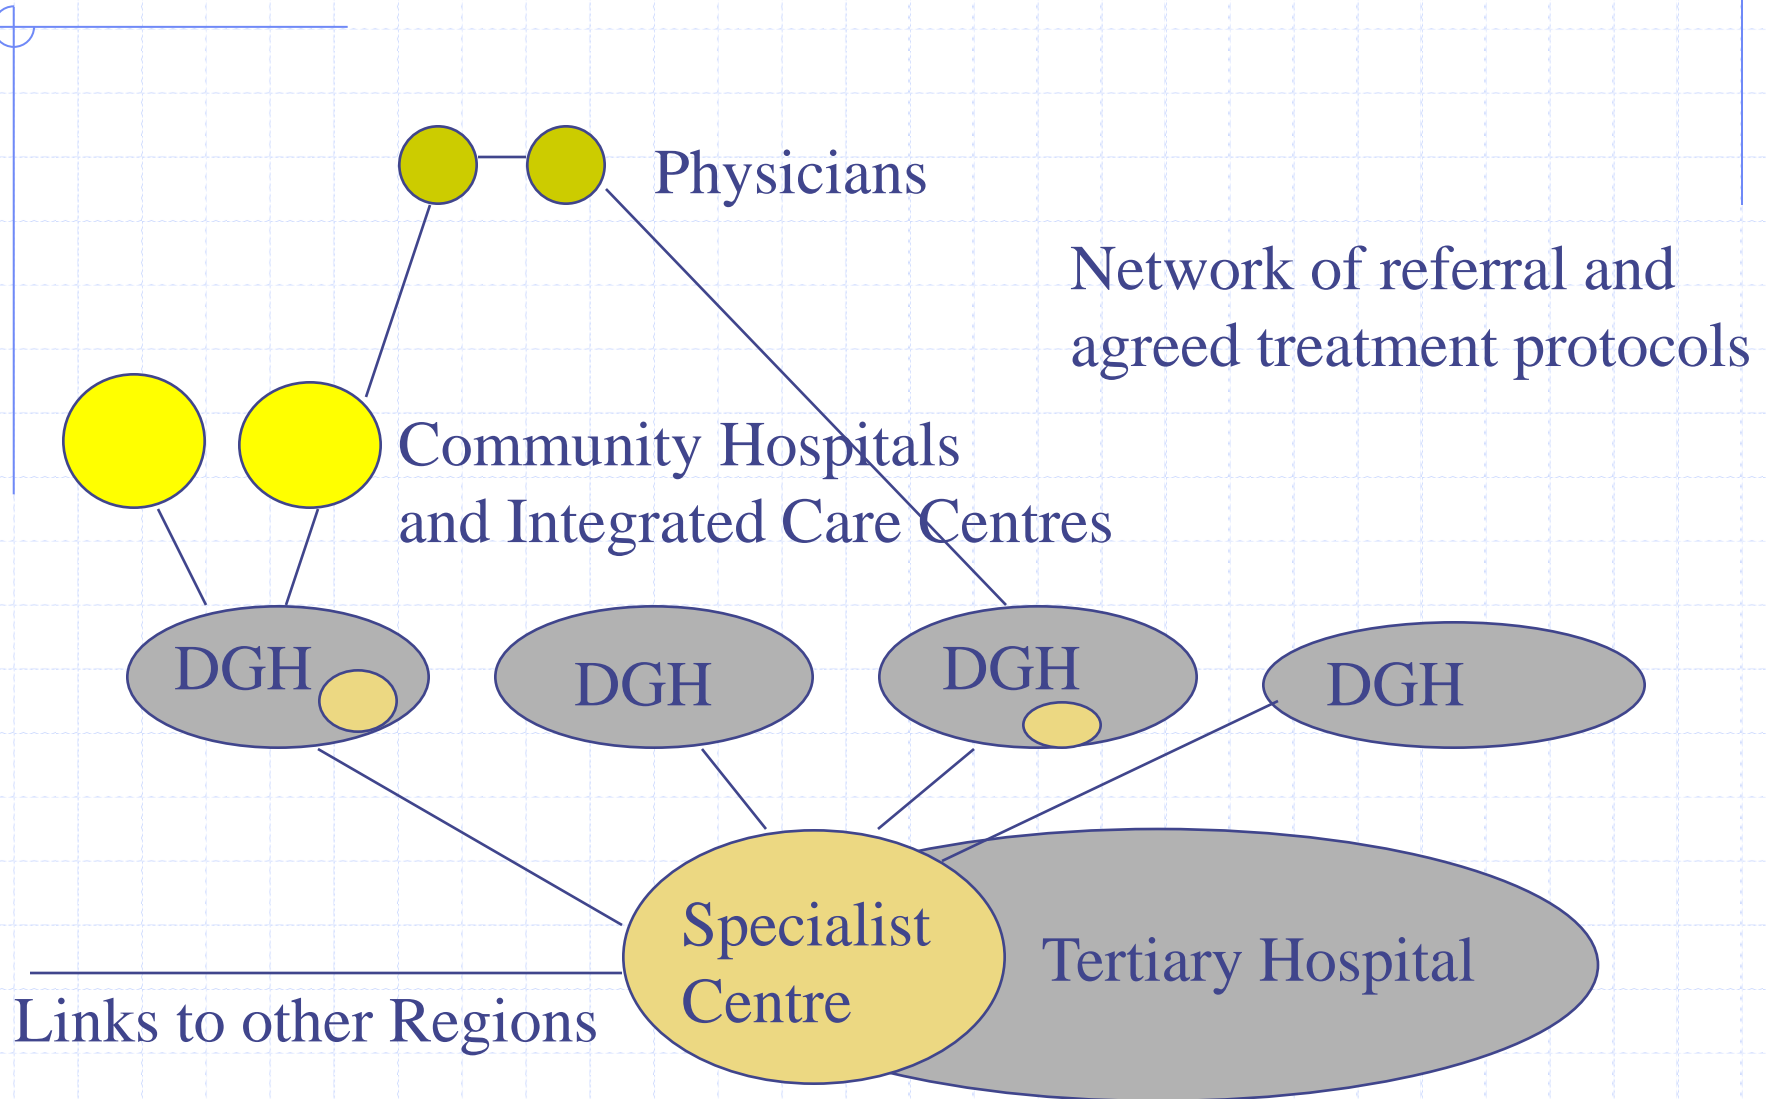 Physicians
Network of referral and
agreed treatment protocols
Community Hospitals
and Integrated Care Centres
DGH
DGH
DGH
DGH
Specialist
Centre
Tertiary Hospital
Links to other Regions